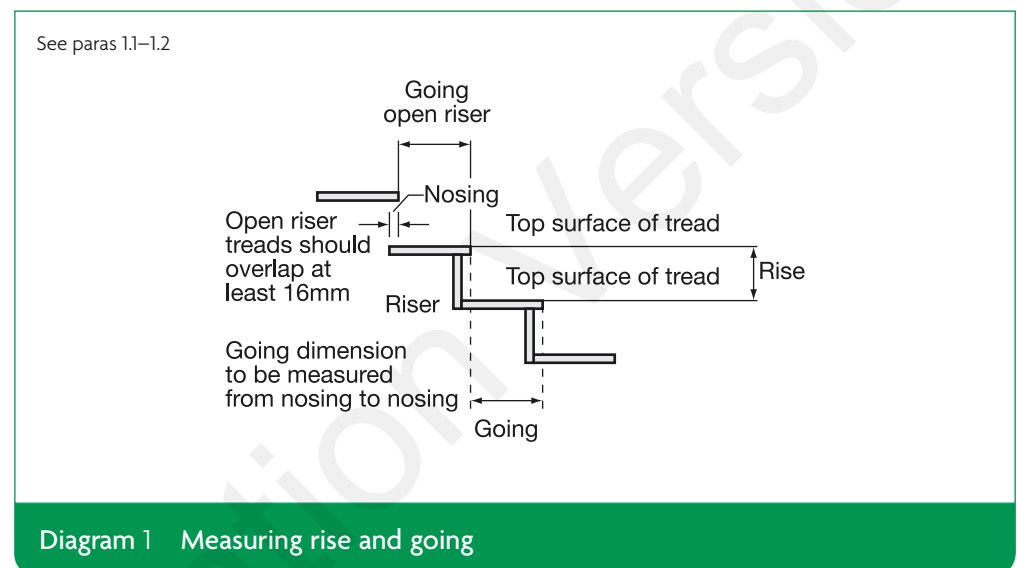 See paras 1.1–1.2
Going
open riser
Nosing
Open riser
treads should
overlap at
least 16mm
Top surface of tread
Top surface of tread
Rise
Riser
Going dimension
to be measured
from nosing to nosing
Going
Diagram 1 Measuring rise and going